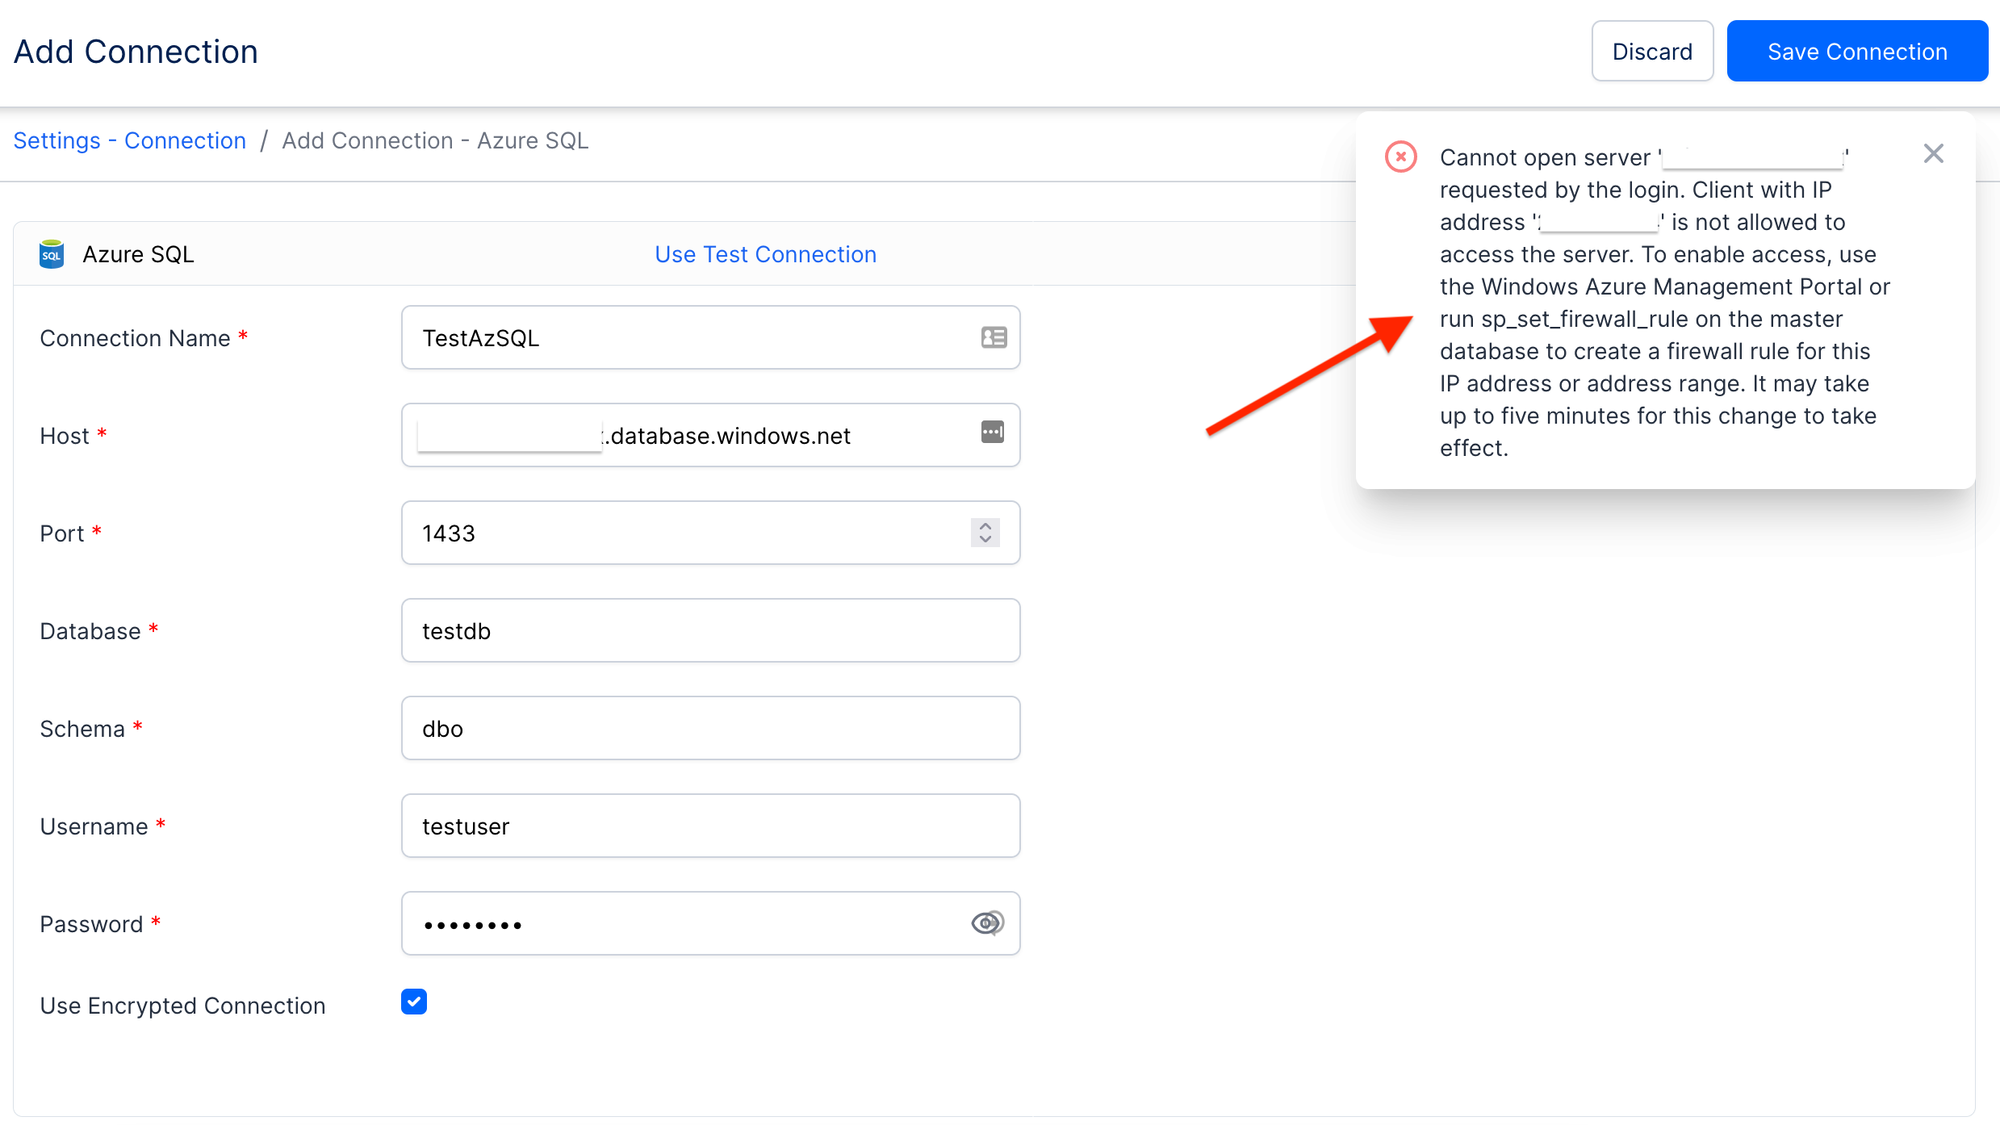 Add Connection
Discard
Save Connection
Settings - Connection / Add Connection - Azure SQL
Cannot open server ' '
requested by the login. Client with IP
address ' ' is not allowed to
access the server. To enable access, use
the Windows Azure Management Portal or
run sp_set_firewall_rule on the master
database to create a firewall rule for this
IP address or address range. It may take
up to five minutes for this change to take
effect.
SQL
Azure SQL
Use Test Connection
Connection Name *
TestAzSQL
Host *
.database.windows.net
Port *
1433
Database *
testdb
Schema *
dbo
Username *
testuser
Password *
••••••••
Use Encrypted Connection